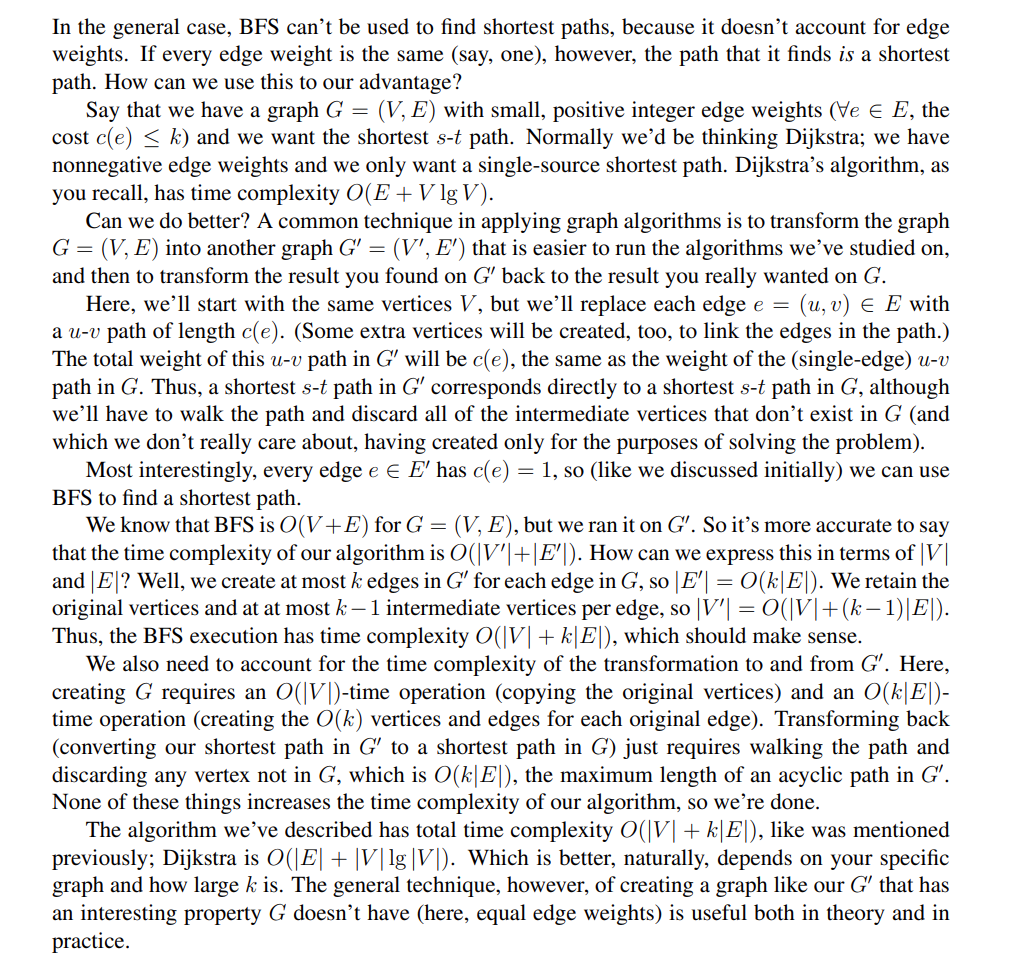 In the general case, BFS can’t be used to find shortest paths, because it doesn’t account for edge
weights. If every edge weight is the same (say, one), however, the path that it finds is a shortest
path. How can we use this to our advantage?
Say that we have a graph G = (V, E) with small, positive integer edge weights (∀e ∈ E, the
cost c(e) ≤ k) and we want the shortest s-t path. Normally we’d be thinking Dijkstra; we have
nonnegative edge weights and we only want a single-source shortest path. Dijkstra’s algorithm, as
you recall, has time complexity O(E + V lg V).
Can we do better? A common technique in applying graph algorithms is to transform the graph
G = (V, E) into another graph G′ = (V′, E′) that is easier to run the algorithms we’ve studied on,
and then to transform the result you found on G′ back to the result you really wanted on G.
Here, we’ll start with the same vertices V, but we’ll replace each edge e = (u, v) ∈ E with
a u-v path of length c(e). (Some extra vertices will be created, too, to link the edges in the path.)
The total weight of this u-v path in G′ will be c(e), the same as the weight of the (single-edge) u-v
path in G. Thus, a shortest s-t path in G′ corresponds directly to a shortest s-t path in G, although
we’ll have to walk the path and discard all of the intermediate vertices that don’t exist in G (and
which we don’t really care about, having created only for the purposes of solving the problem).
Most interestingly, every edge e ∈ E′ has c(e) = 1, so (like we discussed initially) we can use
BFS to find a shortest path.
We know that BFS is O(V+E) for G = (V, E), but we ran it on G′. So it’s more accurate to say
that the time complexity of our algorithm is O(|V′|+|E′|). How can we express this in terms of |V|
and |E|? Well, we create at most k edges in G′ for each edge in G, so |E′| = O(k|E|). We retain the
original vertices and at at most k−1 intermediate vertices per edge, so |V′| = O(|V|+(k−1)|E|).
Thus, the BFS execution has time complexity O(|V| + k|E|), which should make sense.
We also need to account for the time complexity of the transformation to and from G′. Here,
creating G requires an O(|V|)-time operation (copying the original vertices) and an O(k|E|)-
time operation (creating the O(k) vertices and edges for each original edge). Transforming back
(converting our shortest path in G′ to a shortest path in G) just requires walking the path and
discarding any vertex not in G, which is O(k|E|), the maximum length of an acyclic path in G′.
None of these things increases the time complexity of our algorithm, so we’re done.
The algorithm we’ve described has total time complexity O(|V| + k|E|), like was mentioned
previously; Dijkstra is O(|E| + |V| lg |V|). Which is better, naturally, depends on your specific
graph and how large k is. The general technique, however, of creating a graph like our G′ that has
an interesting property G doesn’t have (here, equal edge weights) is useful both in theory and in
practice.